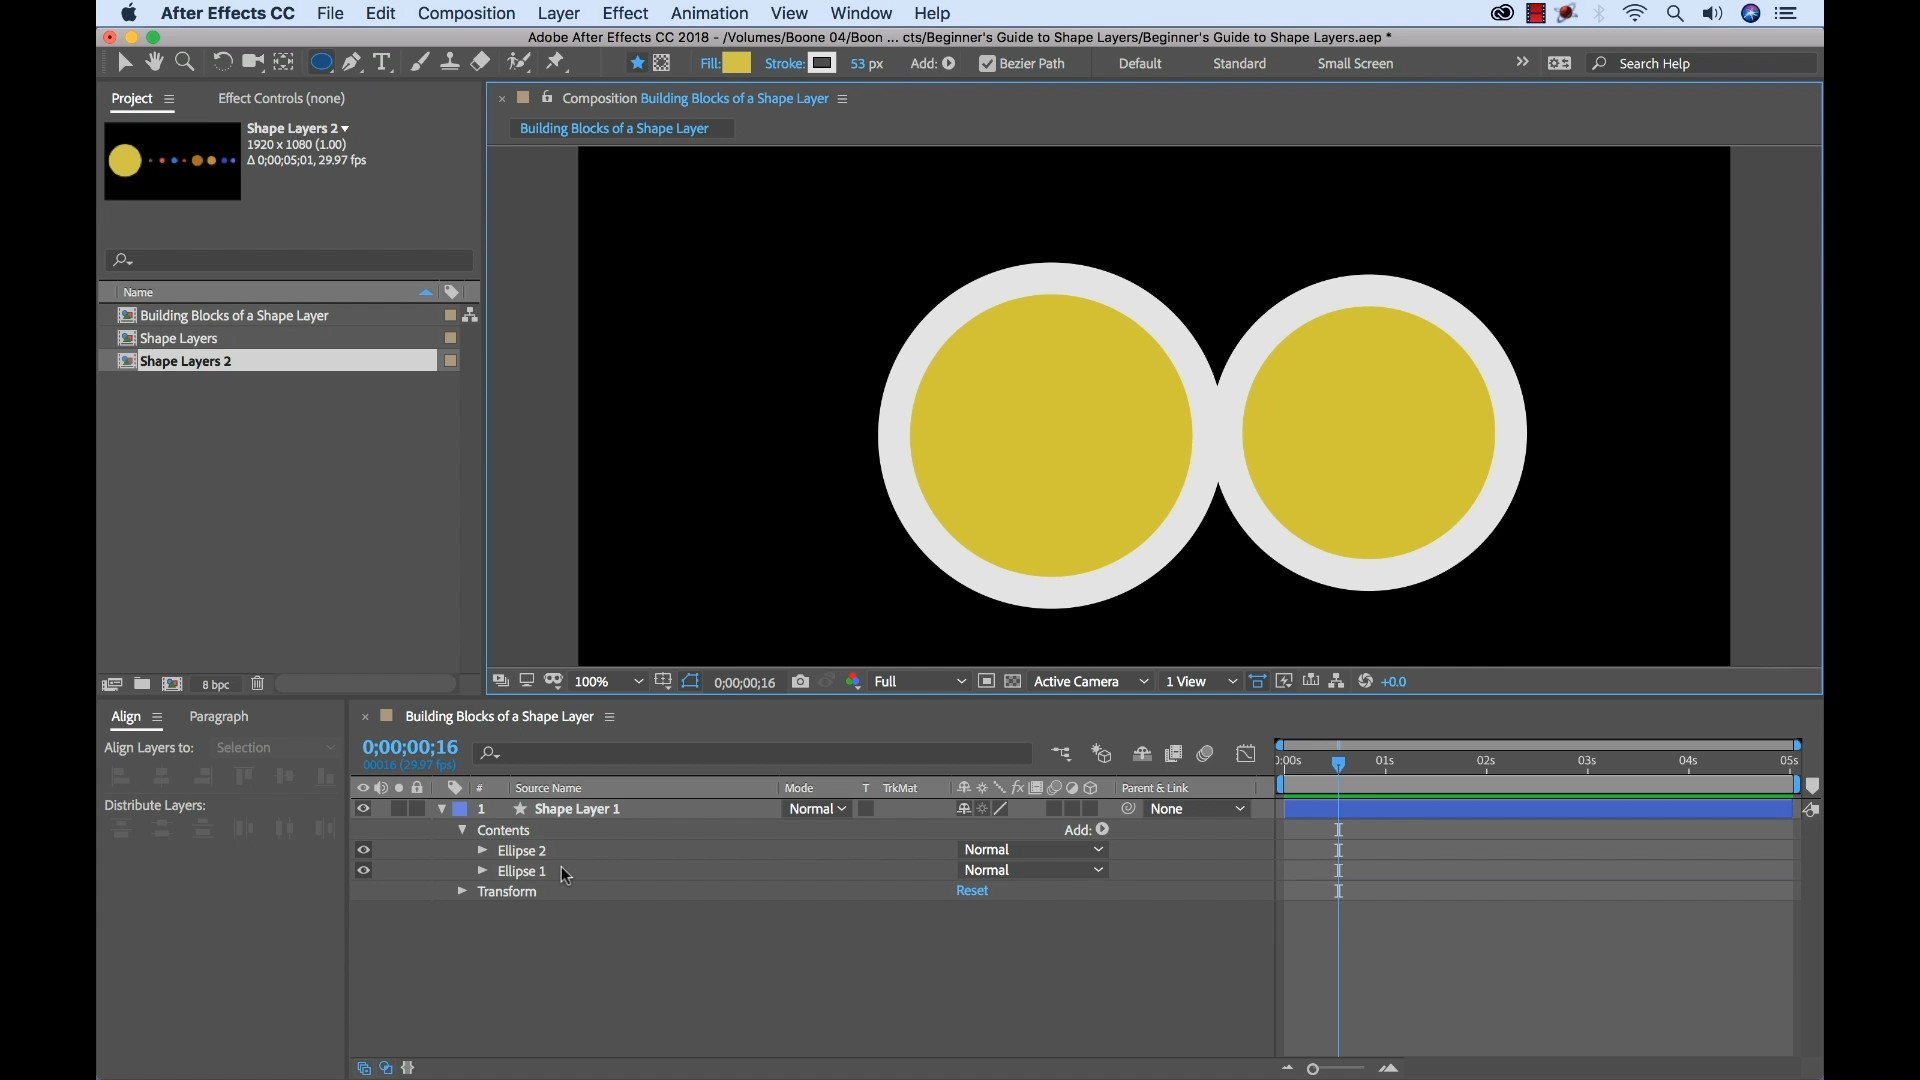 After Effects CC File Edit Composition Layer Effect Animation View Window Help
Adobe After Effects CC 2018 - /Volumes/Boone 04/Boon ... cts/Beginner's Guide to Shape Layers/Beginner's Guide to Shape Layers.aep *
Fill: Stroke: 53 px Add: Bezier Path Default Standard Small Screen Search Help
Project Effect Controls (none)
Composition Building Blocks of a Shape Layer
Shape Layers 2
1920 x 1080 (1.00)
Δ 0;00;05;01, 29.97 fps
Building Blocks of a Shape Layer
Name
Building Blocks of a Shape Layer
Shape Layers
Shape Layers 2
8 bpc
100% 0;00;00;16 Full Active Camera 1 View +0.0
Align Paragraph
Building Blocks of a Shape Layer
Align Layers to: Selection
Distribute Layers:
0;00;00;16
00016 (29.97 fps)
:00s 01s 02s 03s 04s 05s
# Source Name Mode T TrkMat fx Parent & Link
1 Shape Layer 1 Normal None
Contents Add:
Ellipse 2 Normal
Ellipse 1 Normal
Transform Reset